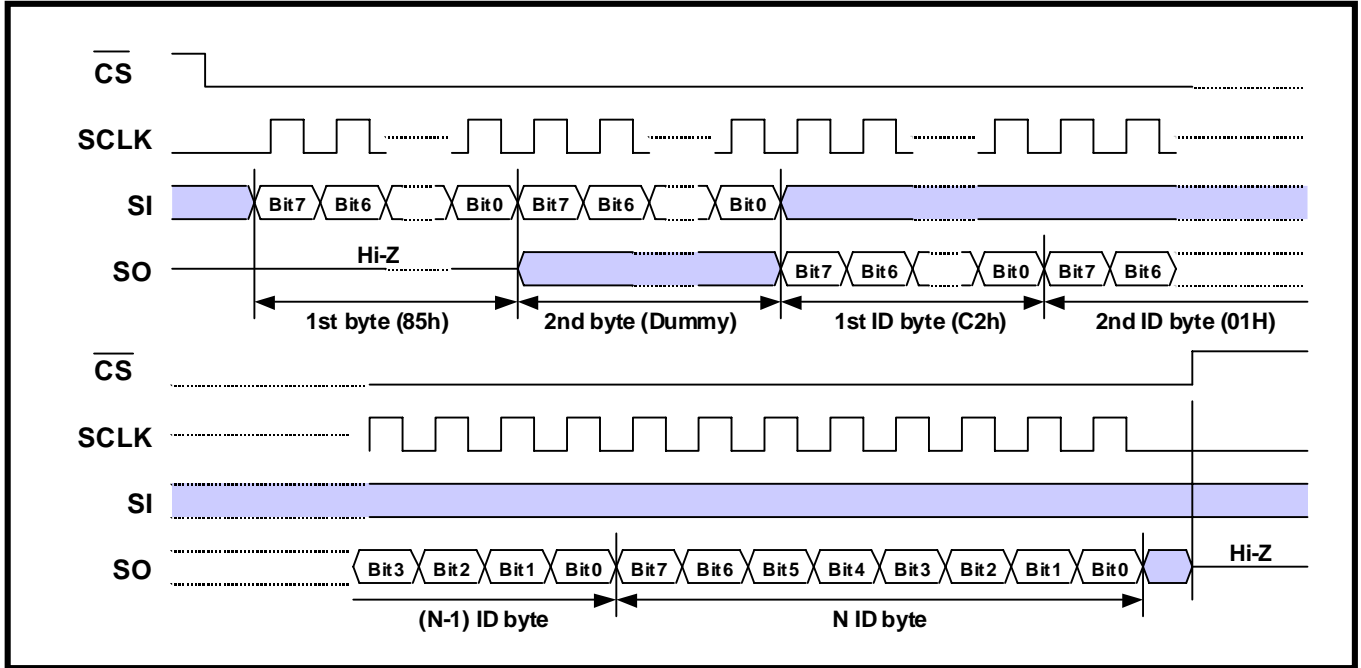 CS
SCLK
SI Bit7 Bit6 Bit0 Bit7 Bit6 Bit0
Hi-Z
SO Bit7 Bit6 Bit0 Bit7 Bit6
1st byte (85h) 2nd byte (Dummy) 1st ID byte (C2h) 2nd ID byte (01H)
CS
SCLK
SI
SO Bit3 Bit2 Bit1 Bit0 Bit7 Bit6 Bit5 Bit4 Bit3 Bit2 Bit1 Bit0 Hi-Z
(N-1) ID byte N ID byte